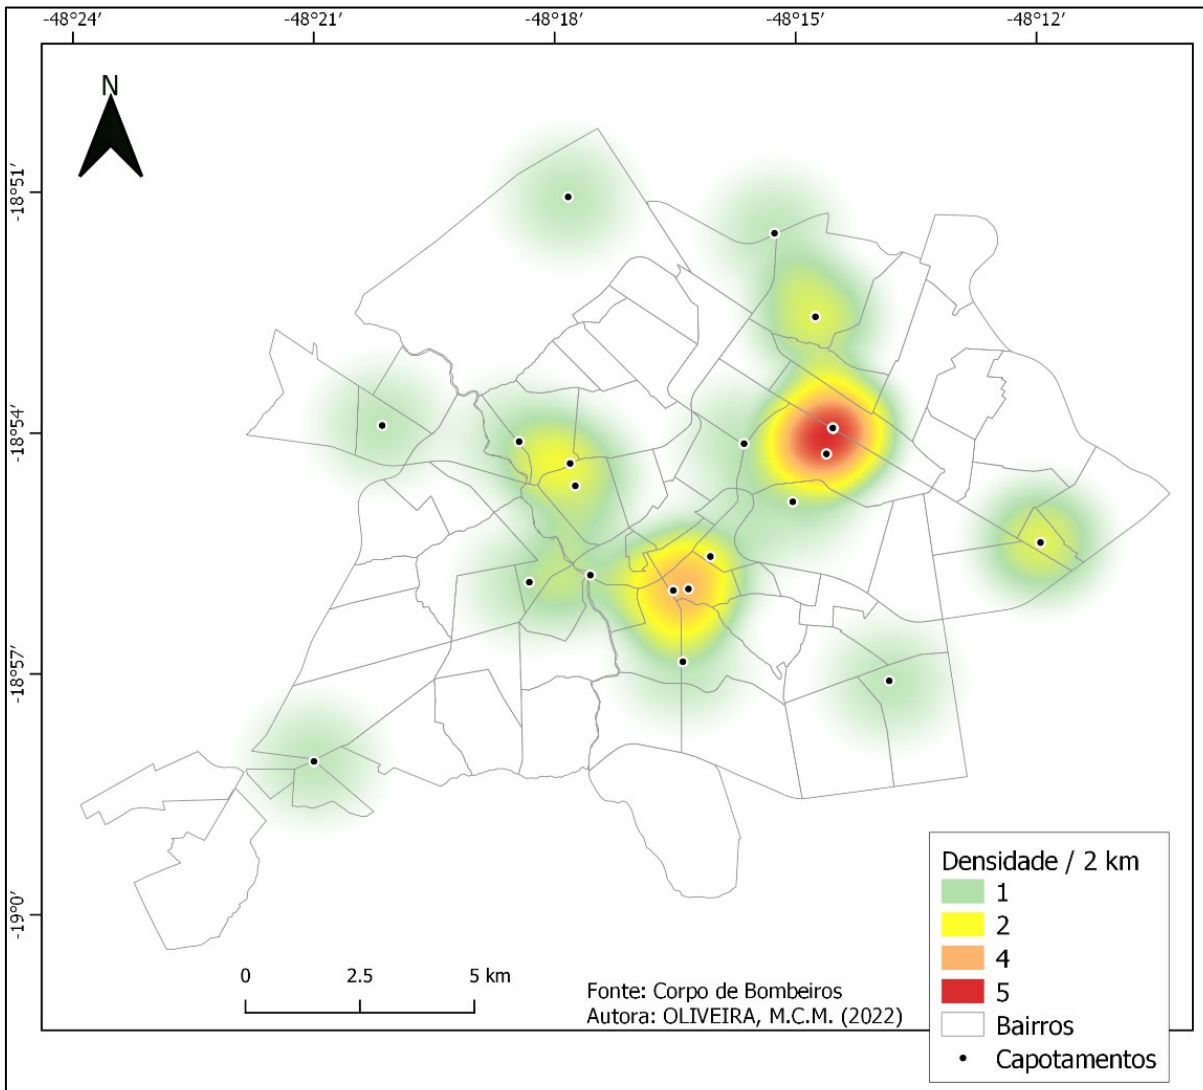 -48°24′ -48°21′ -48°18′ -48°15′ -48°12′
N
-18°51′
-18°54′
-18°57′
-19°0′
Densidade / 2 km
1
2
4
5
Bairros
Capotamentos
0 2.5 5 km
Fonte: Corpo de Bombeiros
Autora: OLIVEIRA, M.C.M. (2022)